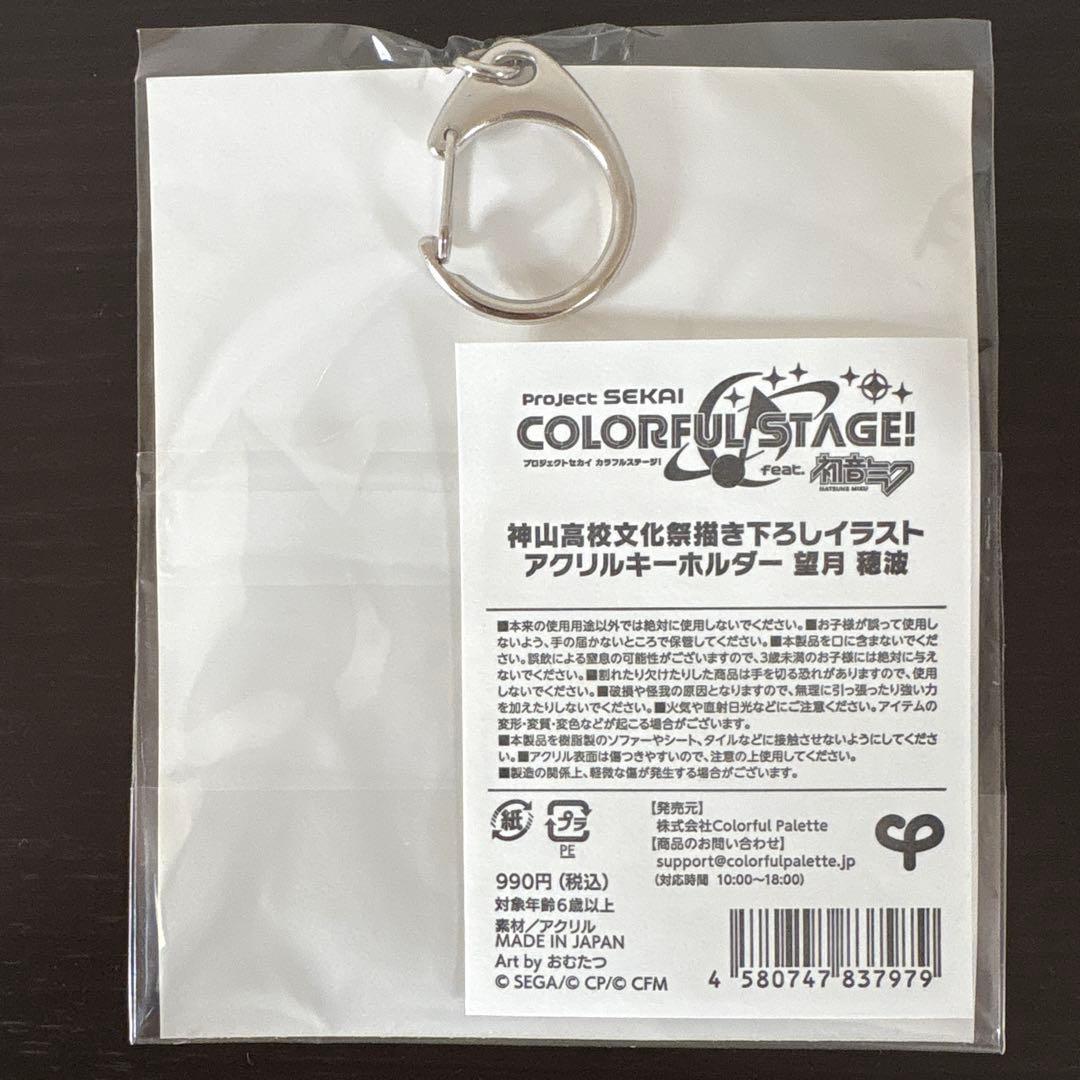 Project SEKAI
COLORFUL STAGE!
プロジェクトセカイ カラフルステージ!
feat. 初音ミク
HATSUNE MIKU
神山高校文化祭描き下ろしイラスト
アクリルキーホルダー 望月 穂波
■本来の使用用途以外では絶対に使用しないでください。■お子様が誤って使用し
ないよう、手の届かないところで保管してください。■本製品を口に含まないでくだ
さい。誤飲による窒息の可能性がございますので、3歳未満のお子様には絶対に与え
ないでください。■割れたり欠けたりした商品は手を切る恐れがありますので、使用
しないでください。■破損や怪我の原因となりますので、無理に引っ張ったり強い力
を加えたりしないでください。■火気や直射日光などにご注意ください。アイテムの
変形・変質・変色などが起こる場合がございます。
■本製品を樹脂製のソファーやシート、タイルなどに接触させないようにしてくださ
い。■アクリル表面は傷つきやすいので、注意の上使用してください。
■製造の関係上、軽微な傷が発生する場合がございます。
紙 プラ
PE
【発売元】
株式会社Colorful Palette
【商品のお問い合わせ】
support@colorfulpalette.jp
(対応時間 10:00〜18:00)
990円(税込)
対象年齢6歳以上
素材/アクリル
MADE IN JAPAN
Art by おむたつ
© SEGA/© CP/© CFM
4 580747 837979